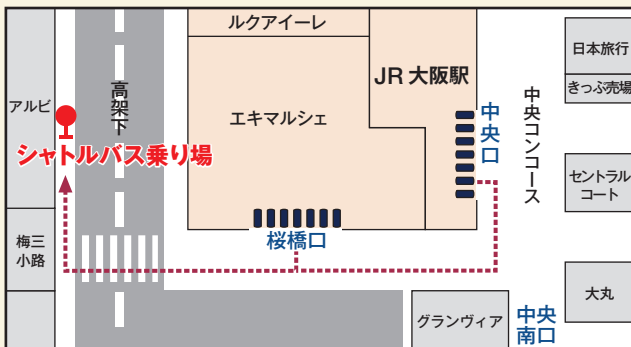 ルクアイーレ
JR 大阪駅
日本旅行
きっぷ売場
アルビ
高架下
エキマルシェ
中央口
中央コンコース
シャトルバス乗り場
セントラル
コート
梅三
小路
桜橋口
大丸
グランヴィア
中央
南口